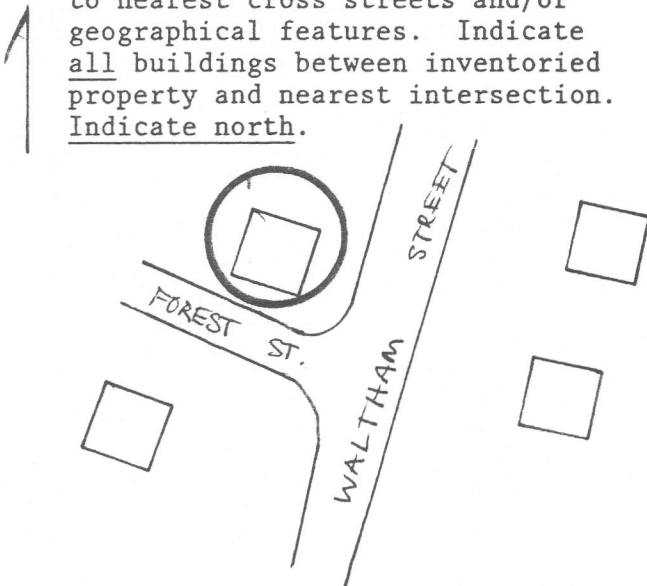 to nearest cross streets and/or
geographical features. Indicate
all buildings between inventoried
property and nearest intersection.
Indicate north.
FOREST ST.
WALTHAM STREET